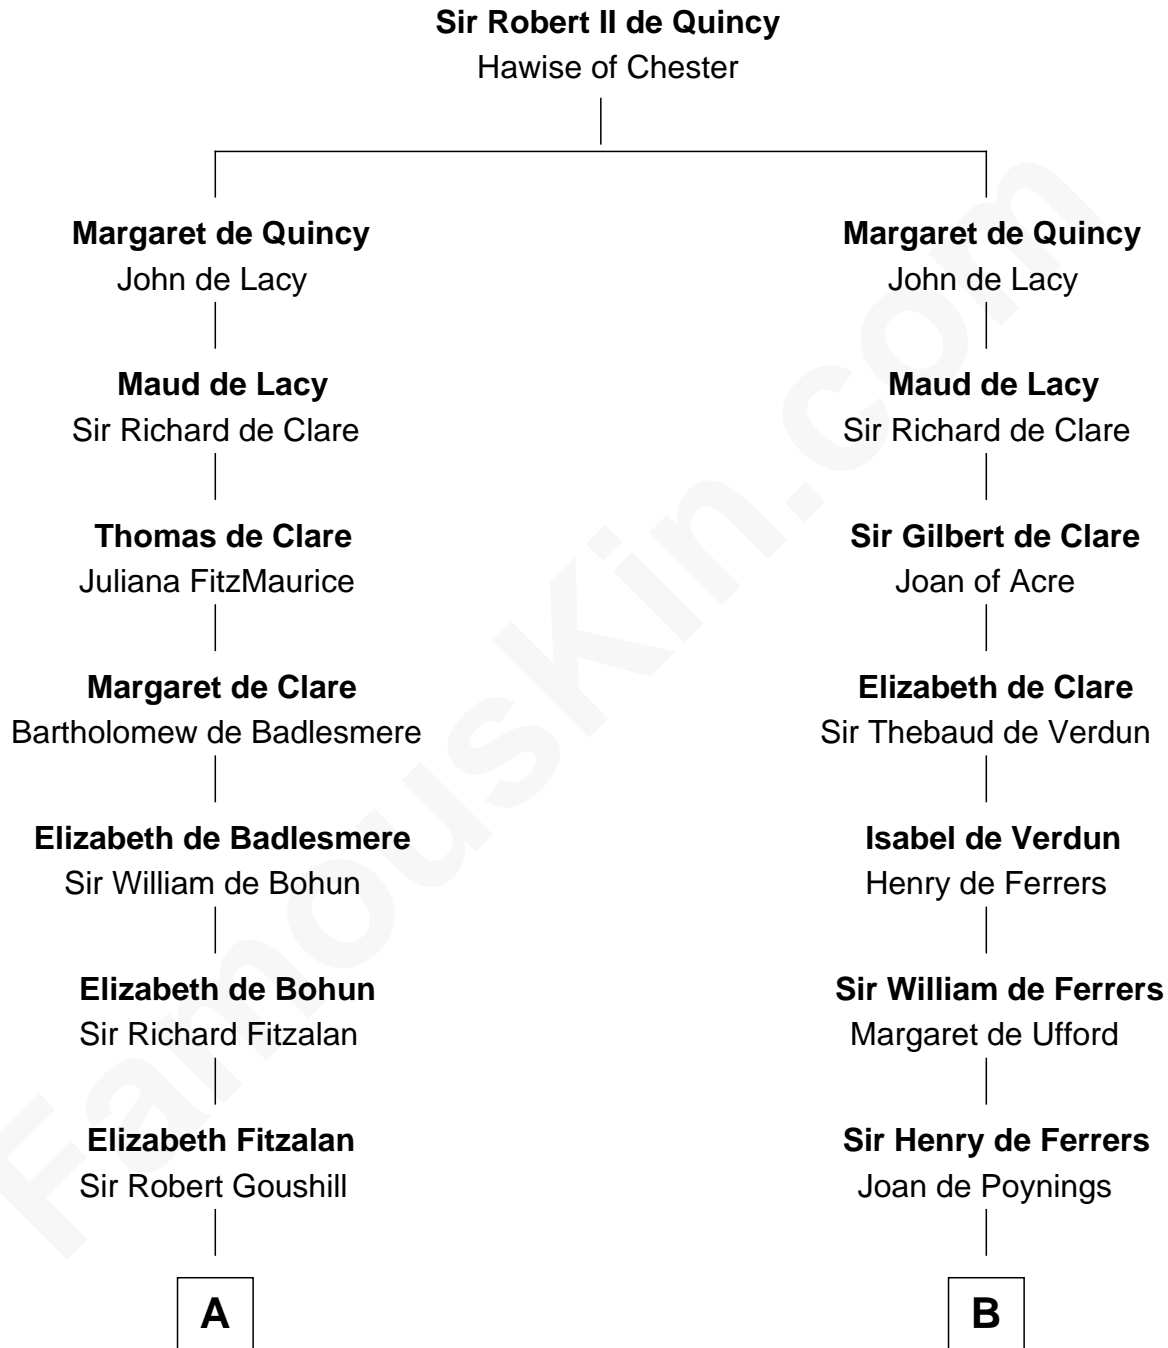 Sir Robert II de Quincy
Hawise of Chester
Margaret de Quincy
John de Lacy
Maud de Lacy
Sir Richard de Clare
Thomas de Clare
Juliana FitzMaurice
Margaret de Clare
Bartholomew de Badlesmere
Elizabeth de Badlesmere
Sir William de Bohun
Elizabeth de Bohun
Sir Richard Fitzalan
Elizabeth Fitzalan
Sir Robert Goushill
A
Margaret de Quincy
John de Lacy
Maud de Lacy
Sir Richard de Clare
Sir Gilbert de Clare
Joan of Acre
Elizabeth de Clare
Sir Thebaud de Verdun
Isabel de Verdun
Henry de Ferrers
Sir William de Ferrers
Margaret de Ufford
Sir Henry de Ferrers
Joan de Poynings
B
FamousKin.com